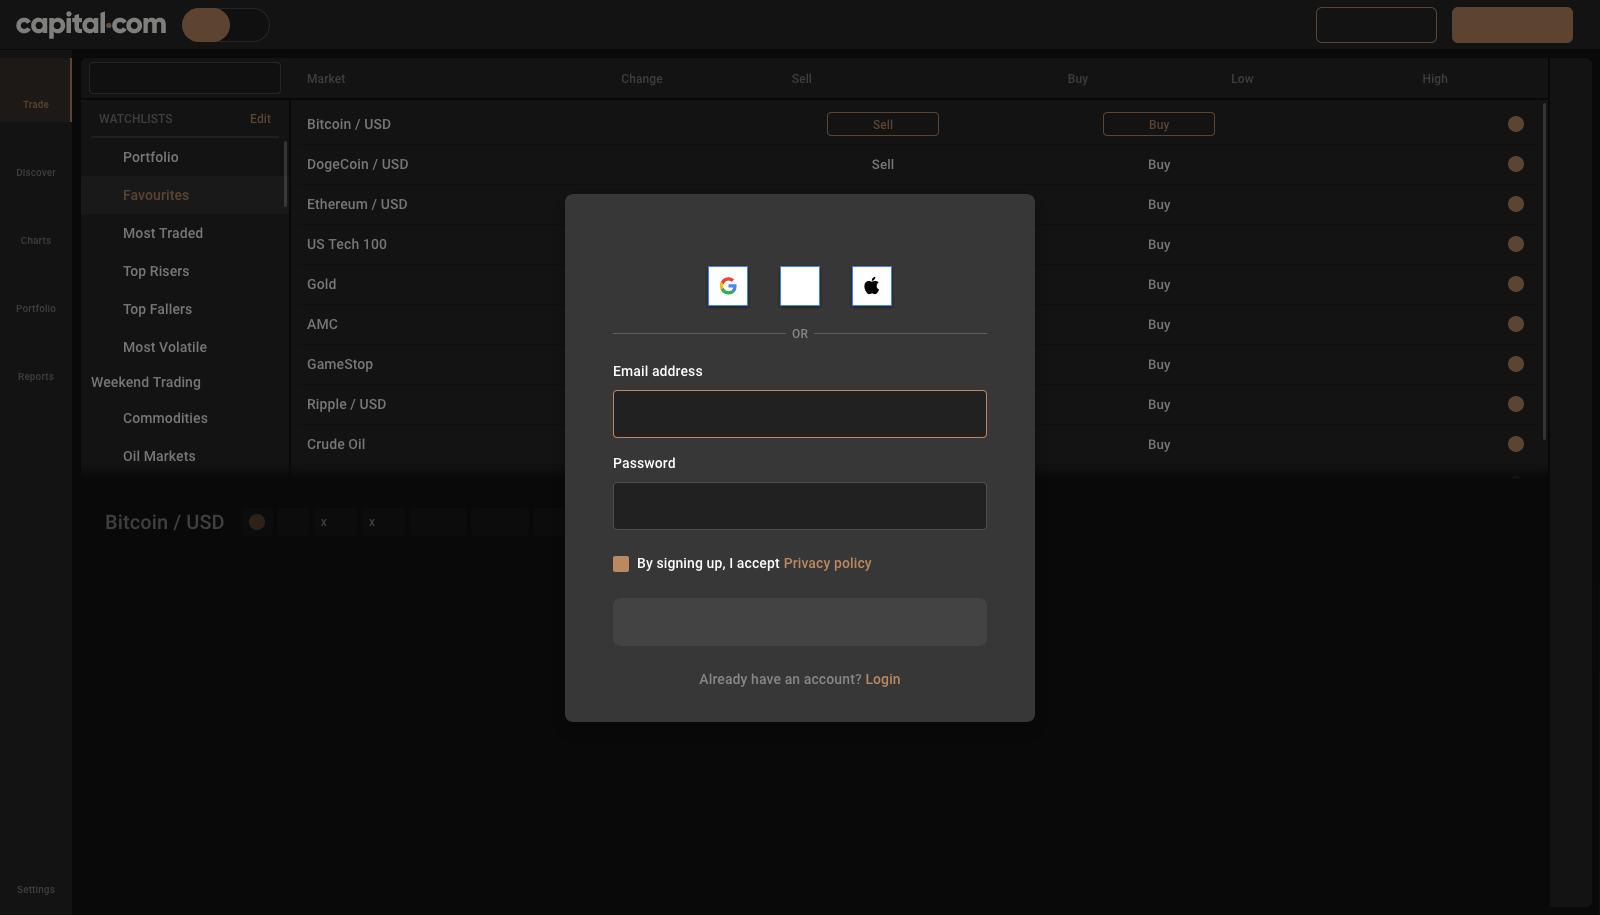 capital.com
Trade
Discover
Charts
Portfolio
Reports
Settings
WATCHLISTS Edit
Portfolio
Favourites
Most Traded
Top Risers
Top Fallers
Most Volatile
Weekend Trading
Commodities
Oil Markets
Market Change Sell Buy Low High
Bitcoin / USD Sell Buy
DogeCoin / USD Sell Buy
Ethereum / USD Buy
US Tech 100 Buy
Gold Buy
AMC Buy
GameStop Buy
Ripple / USD Buy
Crude Oil Buy
Bitcoin / USD x x
OR
Email address
Password
By signing up, I accept Privacy policy
Already have an account? Login